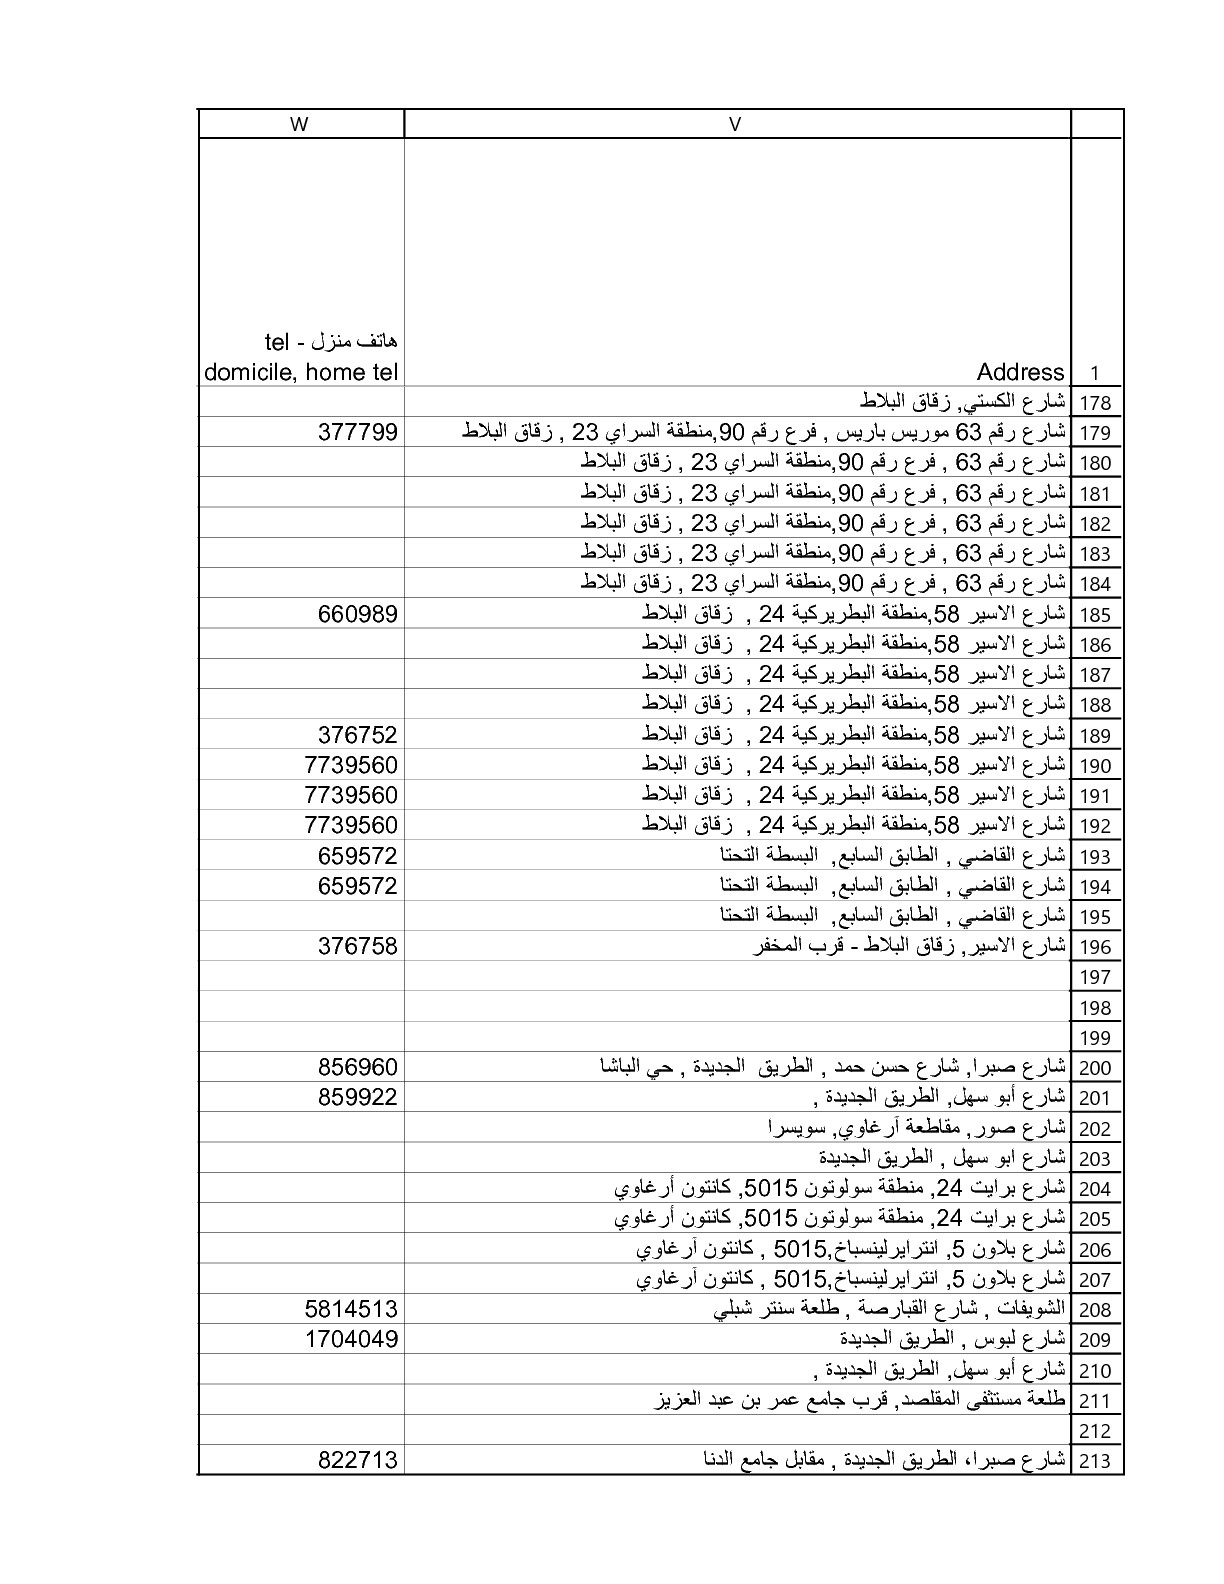 V	W
1	Address	هاتف منزل - tel domicile, home tel
178	شارع الكستي, زقاق البلاط
179	شارع رقم 63 موريس باريس , فرع رقم 90,منطقة السراي 23 , زقاق البلاط	377799
180	شارع رقم 63 , فرع رقم 90,منطقة السراي 23 , زقاق البلاط
181	شارع رقم 63 , فرع رقم 90,منطقة السراي 23 , زقاق البلاط
182	شارع رقم 63 , فرع رقم 90,منطقة السراي 23 , زقاق البلاط
183	شارع رقم 63 , فرع رقم 90,منطقة السراي 23 , زقاق البلاط
184	شارع رقم 63 , فرع رقم 90,منطقة السراي 23 , زقاق البلاط
185	شارع الاسير 58,منطقة البطريركية 24 , زقاق البلاط	660989
186	شارع الاسير 58,منطقة البطريركية 24 , زقاق البلاط
187	شارع الاسير 58,منطقة البطريركية 24 , زقاق البلاط
188	شارع الاسير 58,منطقة البطريركية 24 , زقاق البلاط
189	شارع الاسير 58,منطقة البطريركية 24 , زقاق البلاط	376752
190	شارع الاسير 58,منطقة البطريركية 24 , زقاق البلاط	7739560
191	شارع الاسير 58,منطقة البطريركية 24 , زقاق البلاط	7739560
192	شارع الاسير 58,منطقة البطريركية 24 , زقاق البلاط	7739560
193	شارع القاضي , الطابق السابع, البسطة التحتا	659572
194	شارع القاضي , الطابق السابع, البسطة التحتا	659572
195	شارع القاضي , الطابق السابع, البسطة التحتا
196	شارع الاسير, زقاق البلاط - قرب المخفر	376758
197
198
199
200	شارع صبرا, شارع حسن حمد , الطريق الجديدة , حي الباشا	856960
201	شارع أبو سهل, الطريق الجديدة ,	859922
202	شارع صور, مقاطعة آرغاوي, سويسرا
203	شارع ابو سهل , الطريق الجديدة
204	شارع برايت 24, منطقة سولوتون 5015, كانتون أرغاوي
205	شارع برايت 24, منطقة سولوتون 5015, كانتون أرغاوي
206	شارع بلاون 5, انترايرلينسباخ,5015 , كانتون آرغاوي
207	شارع بلاون 5, انترايرلينسباخ,5015 , كانتون آرغاوي
208	الشويفات , شارع القبارصة , طلعة سنتر شبلي	5814513
209	شارع لبوس , الطريق الجديدة	1704049
210	شارع أبو سهل, الطريق الجديدة ,
211	طلعة مستثفى المقلصد, قرب جامع عمر بن عبد العزيز
212
213	شارع صبرا، الطريق الجديدة , مقابل جامع الدنا	822713